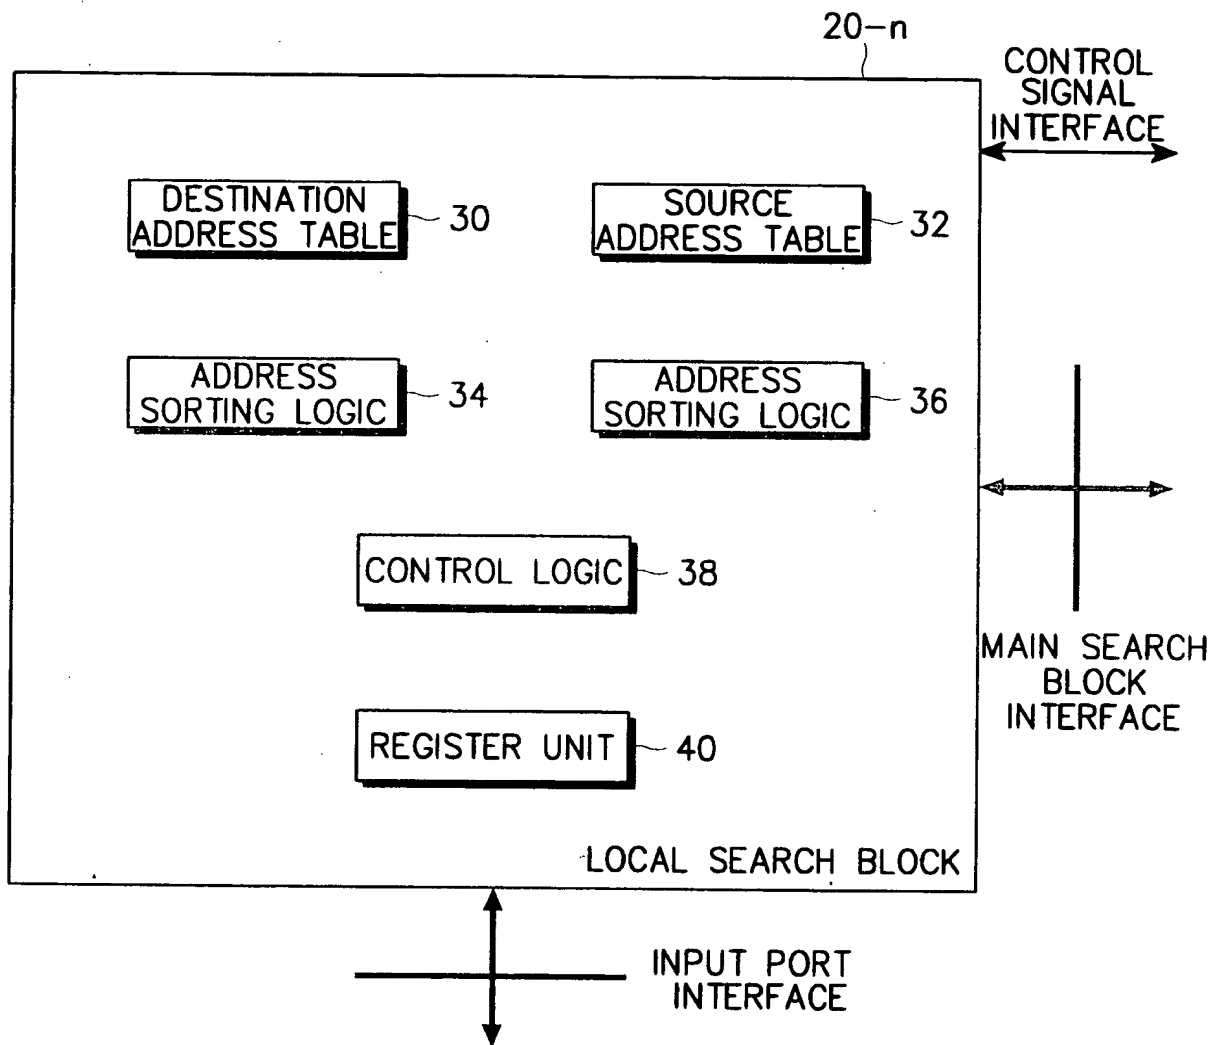 20-n
CONTROL
SIGNAL
INTERFACE
DESTINATION
ADDRESS TABLE
30
SOURCE
ADDRESS TABLE
32
ADDRESS
SORTING LOGIC
34
ADDRESS
SORTING LOGIC
36
CONTROL LOGIC
38
MAIN SEARCH
BLOCK
INTERFACE
REGISTER UNIT
40
LOCAL SEARCH BLOCK
INPUT PORT
INTERFACE